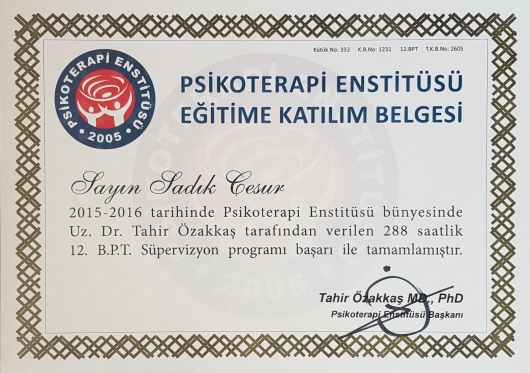 Kütük No: 332 K.B.No: 1231 12.BPT T.K.B.No: 2605
PSİKOTERAPİ ENSTİTÜSÜ
• 2005 •
PSİKOTERAPİ ENSTİTÜSÜ
EĞİTİME KATILIM BELGESİ
Sayın Sadık Cesur
2015-2016 tarihinde Psikoterapi Enstitüsü bünyesinde
Uz. Dr. Tahir Özakkaş tarafından verilen 288 saatlik
12. B.P.T. Süpervizyon programı başarı ile tamamlamıştır.
Tahir Özakkaş MD., PhD
Psikoterapi Enstitüsü Başkanı